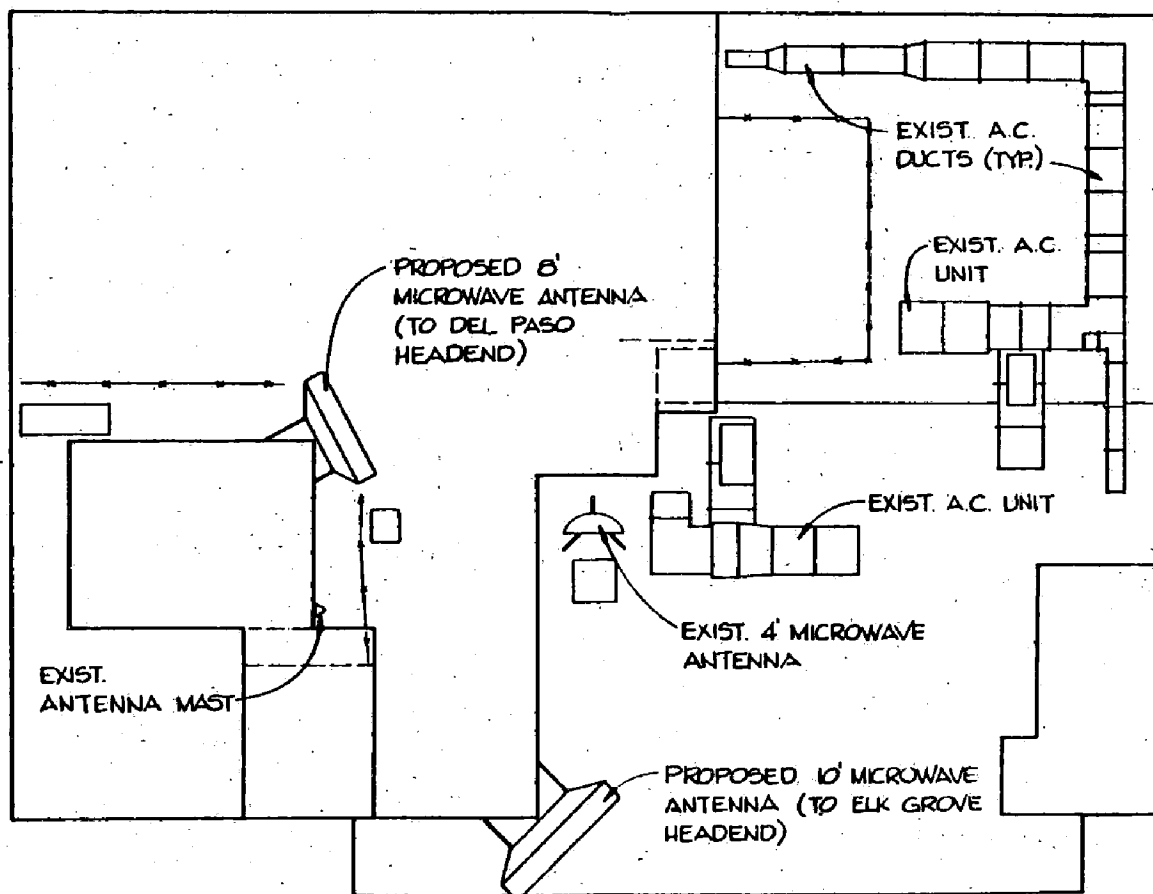 EXIST. A.C.
DUCTS (TYP.)
EXIST. A.C.
UNIT
PROPOSED 8'
MICROWAVE ANTENNA
(TO DEL PASO
HEADEND)
EXIST. A.C. UNIT
EXIST. 4' MICROWAVE
ANTENNA
EXIST.
ANTENNA MAST
PROPOSED 10' MICROWAVE
ANTENNA (TO ELK GROVE
HEADEND)